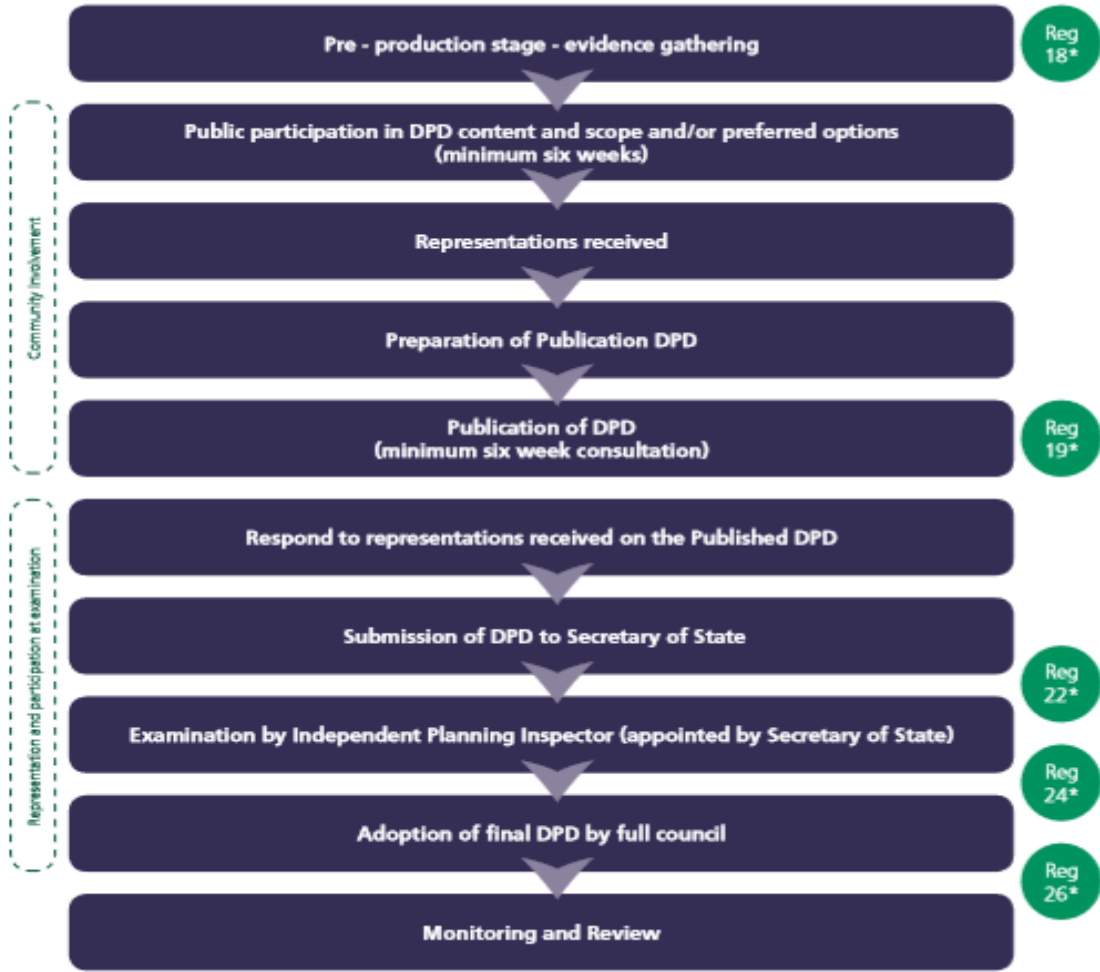 Pre - production stage - evidence gathering
Reg
18*
Community Involvement
Public participation in DPD content and scope and/or preferred options
(minimum six weeks)
Representations received
Preparation of Publication DPD
Publication of DPD
(minimum six week consultation)
Reg
19*
Representation and participation at examination
Respond to representations received on the Published DPD
Submission of DPD to Secretary of State
Reg
22*
Examination by Independent Planning Inspector (appointed by Secretary of State)
Reg
24*
Adoption of final DPD by full council
Reg
26*
Monitoring and Review